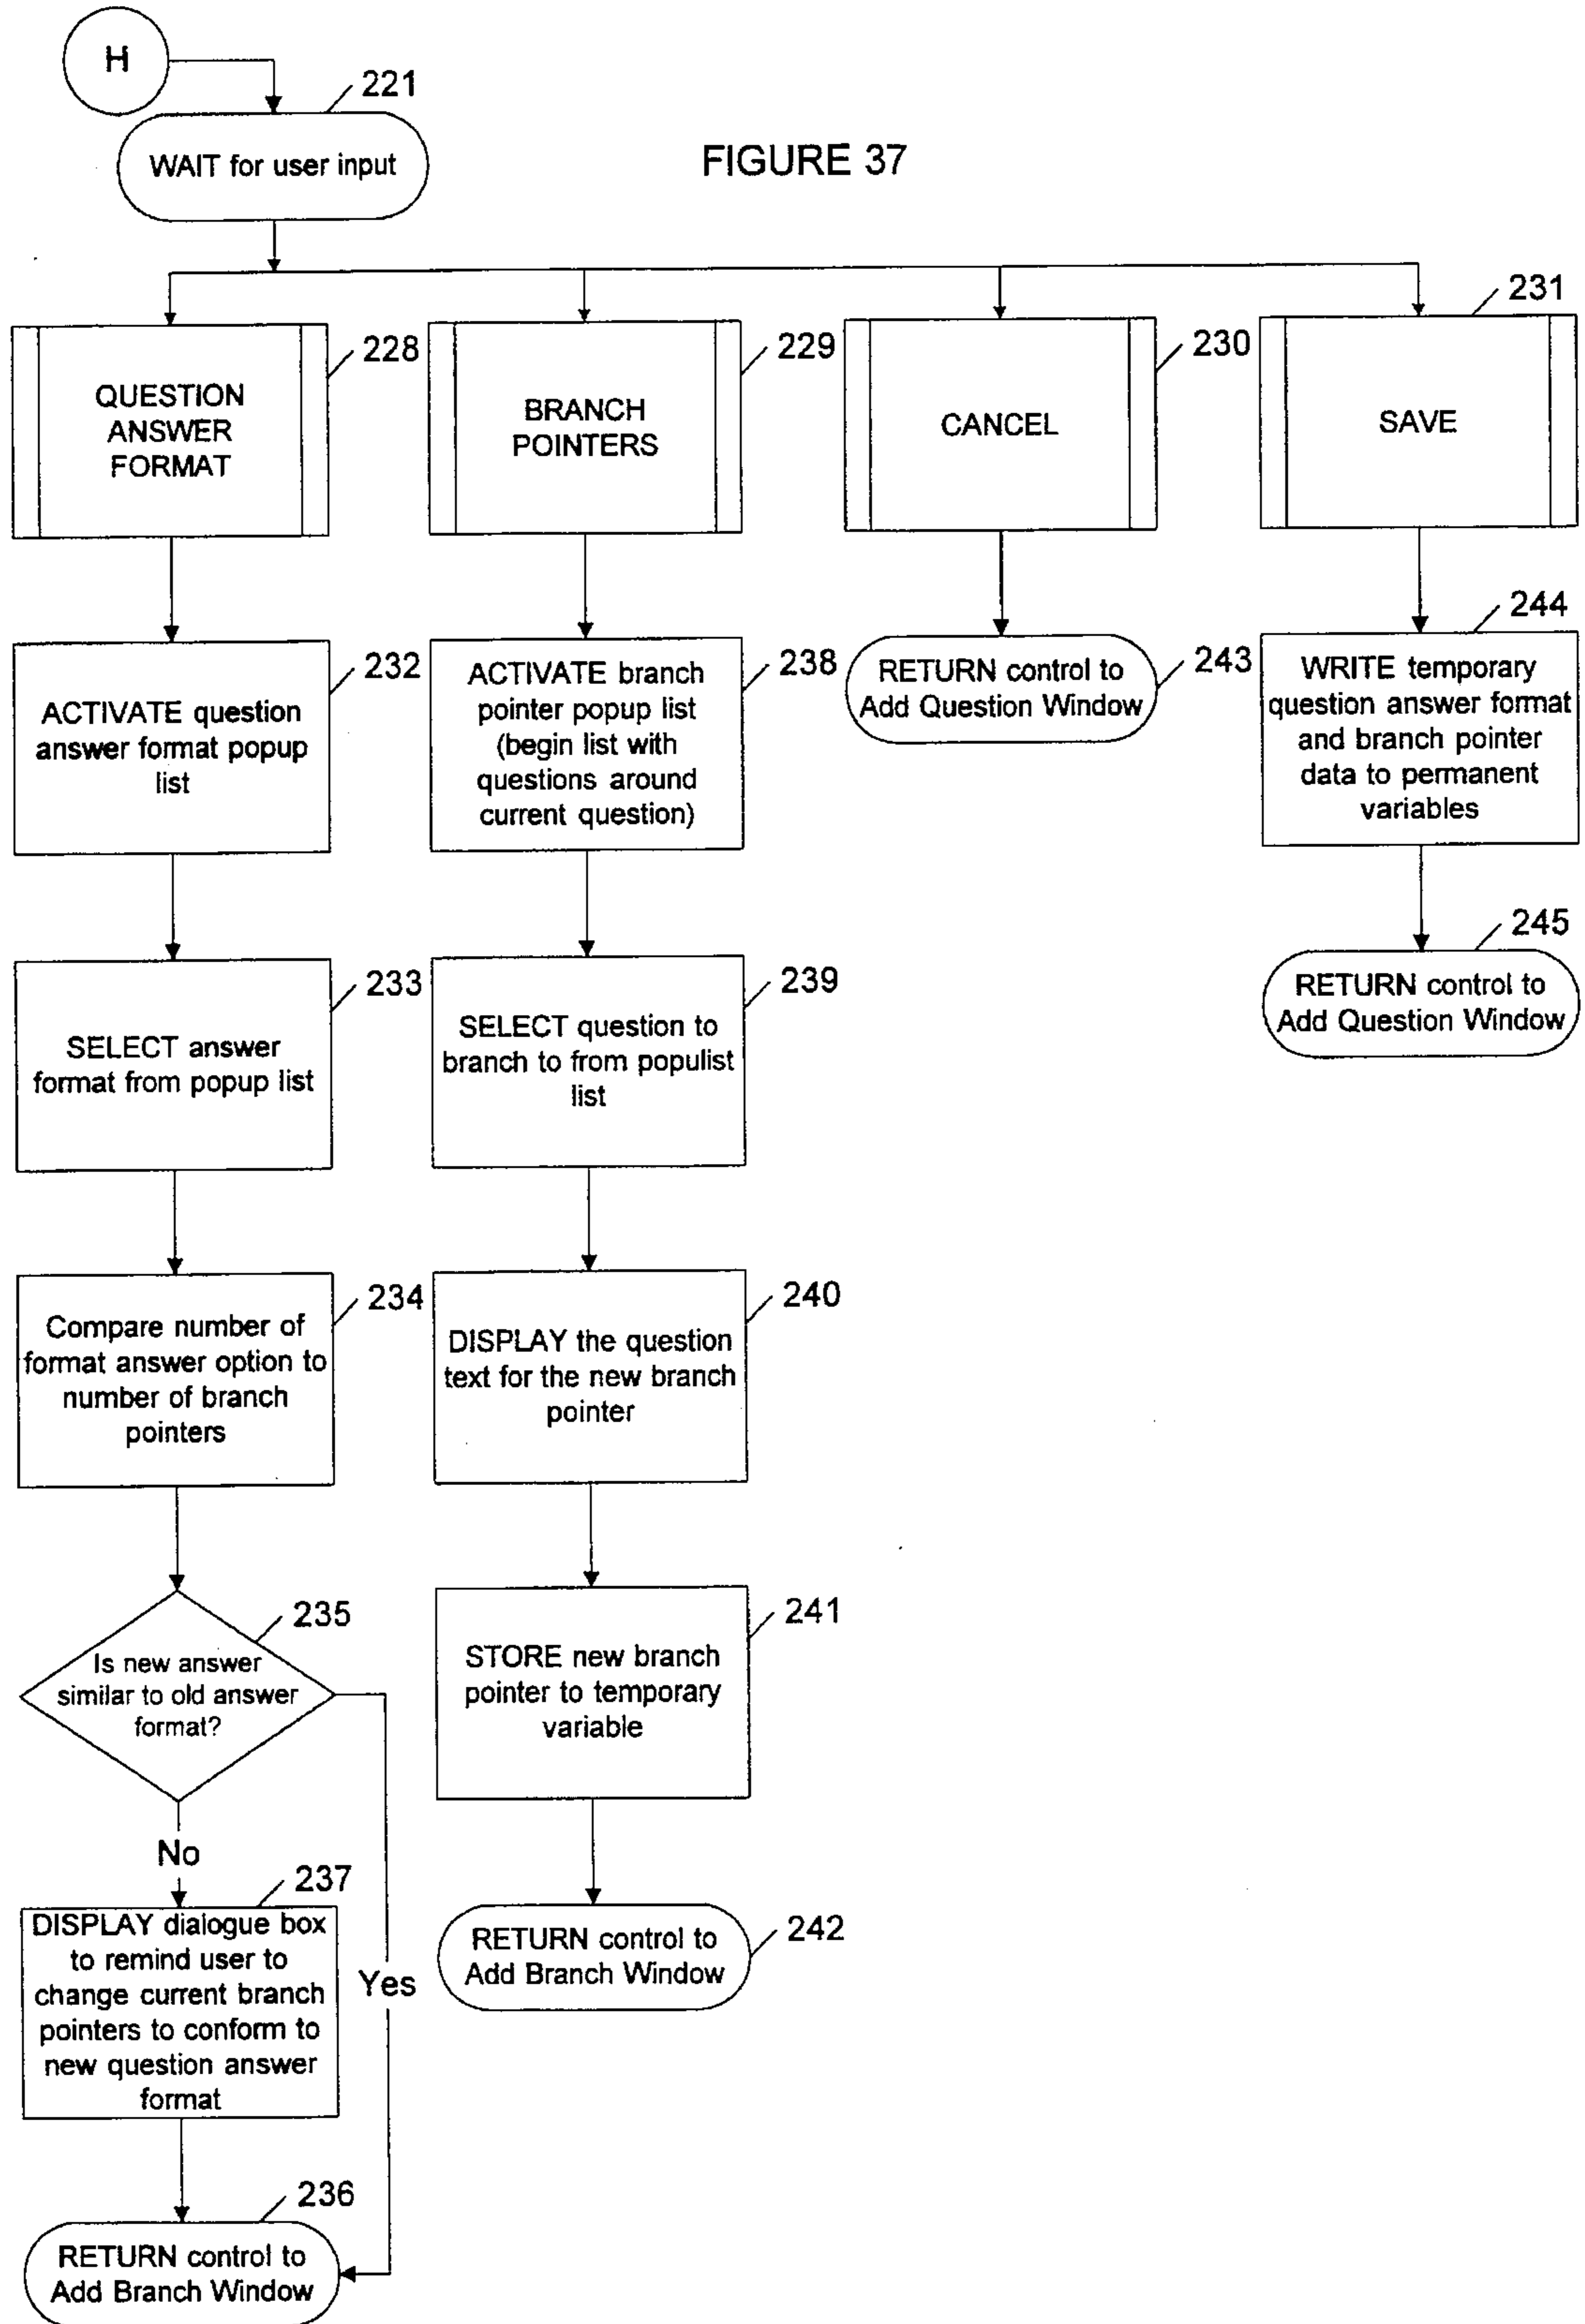 H
221
WAIT for user input
FIGURE 37
228
QUESTION
ANSWER
FORMAT
229
BRANCH
POINTERS
230
CANCEL
231
SAVE
232
ACTIVATE question
answer format popup
list
233
SELECT answer
format from popup list
234
Compare number of
format answer option to
number of branch
pointers
235
Is new answer
similar to old answer
format?
No
Yes
237
DISPLAY dialogue box
to remind user to
change current branch
pointers to conform to
new question answer
format
236
RETURN control to
Add Branch Window
238
ACTIVATE branch
pointer popup list
(begin list with
questions around
current question)
239
SELECT question to
branch to from populist
list
240
DISPLAY the question
text for the new branch
pointer
241
STORE new branch
pointer to temporary
variable
242
RETURN control to
Add Branch Window
243
RETURN control to
Add Question Window
244
WRITE temporary
question answer format
and branch pointer
data to permanent
variables
245
RETURN control to
Add Question Window